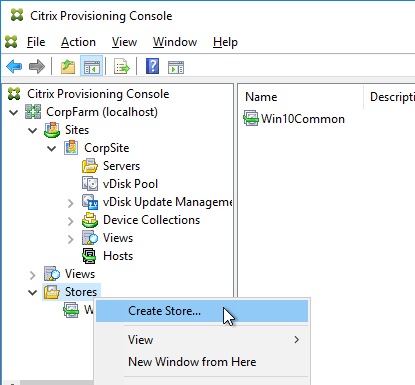 Citrix Provisioning Console
File Action View Window Help
Citrix Provisioning Console
CorpFarm (localhost)
Sites
CorpSite
Servers
vDisk Pool
vDisk Update Manageme
Device Collections
Views
Hosts
Views
Stores
W
Name Descripti
Win10Common
Create Store...
View
New Window from Here